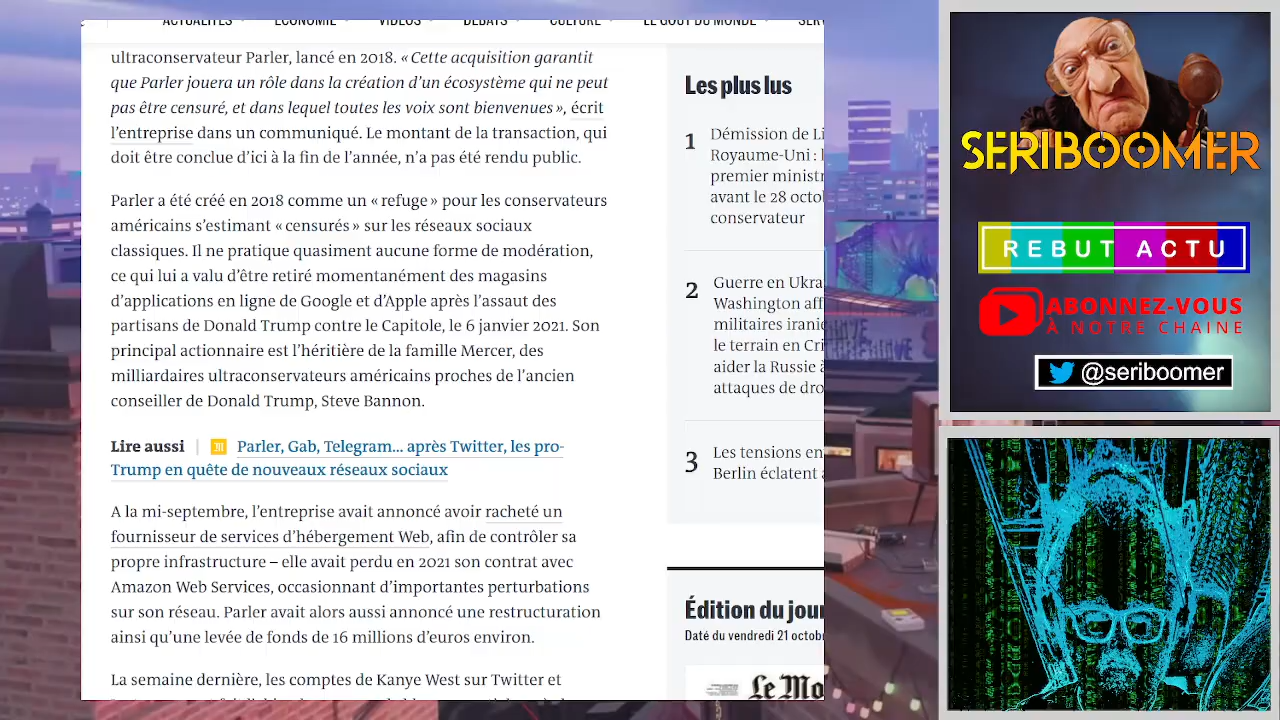 ACTUALITÉS
ÉCONOMIE
VIDÉOS
DÉBATS
CULTURE
LE GOÛT DU MONDE
ultraconservateur Parler, lancé en 2018. « Cette acquisition garantit
que Parler jouera un rôle dans la création d’un écosystème qui ne peut
pas être censuré, et dans lequel toutes les voix sont bienvenues », écrit
l’entreprise dans un communiqué. Le montant de la transaction, qui
doit être conclue d’ici à la fin de l’année, n’a pas été rendu public.
Parler a été créé en 2018 comme un « refuge » pour les conservateurs
américains s’estimant « censurés » sur les réseaux sociaux
classiques. Il ne pratique quasiment aucune forme de modération,
ce qui lui a valu d’être retiré momentanément des magasins
d’applications en ligne de Google et d’Apple après l’assaut des
partisans de Donald Trump contre le Capitole, le 6 janvier 2021. Son
principal actionnaire est l’héritière de la famille Mercer, des
milliardaires ultraconservateurs américains proches de l’ancien
conseiller de Donald Trump, Steve Bannon.
Lire aussi | Parler, Gab, Telegram… après Twitter, les pro-
Trump en quête de nouveaux réseaux sociaux
A la mi-septembre, l’entreprise avait annoncé avoir racheté un
fournisseur de services d’hébergement Web, afin de contrôler sa
propre infrastructure – elle avait perdu en 2021 son contrat avec
Amazon Web Services, occasionnant d’importantes perturbations
sur son réseau. Parler avait alors aussi annoncé une restructuration
ainsi qu’une levée de fonds de 16 millions d’euros environ.
La semaine dernière, les comptes de Kanye West sur Twitter et
Les plus lus
1 Démission de Li
Royaume-Uni :
premier minist
avant le 28 octo
conservateur
2 Guerre en Ukra
Washington aff
militaires irani
le terrain en Cri
aider la Russie à
attaques de dro
3 Les tensions en
Berlin éclatent
Édition du jour
Daté du vendredi 21 octobr
Le Mo
SERIBOOMER
REBUT ACTU
ABONNEZ-VOUS
À NOTRE CHAINE
@seriboomer